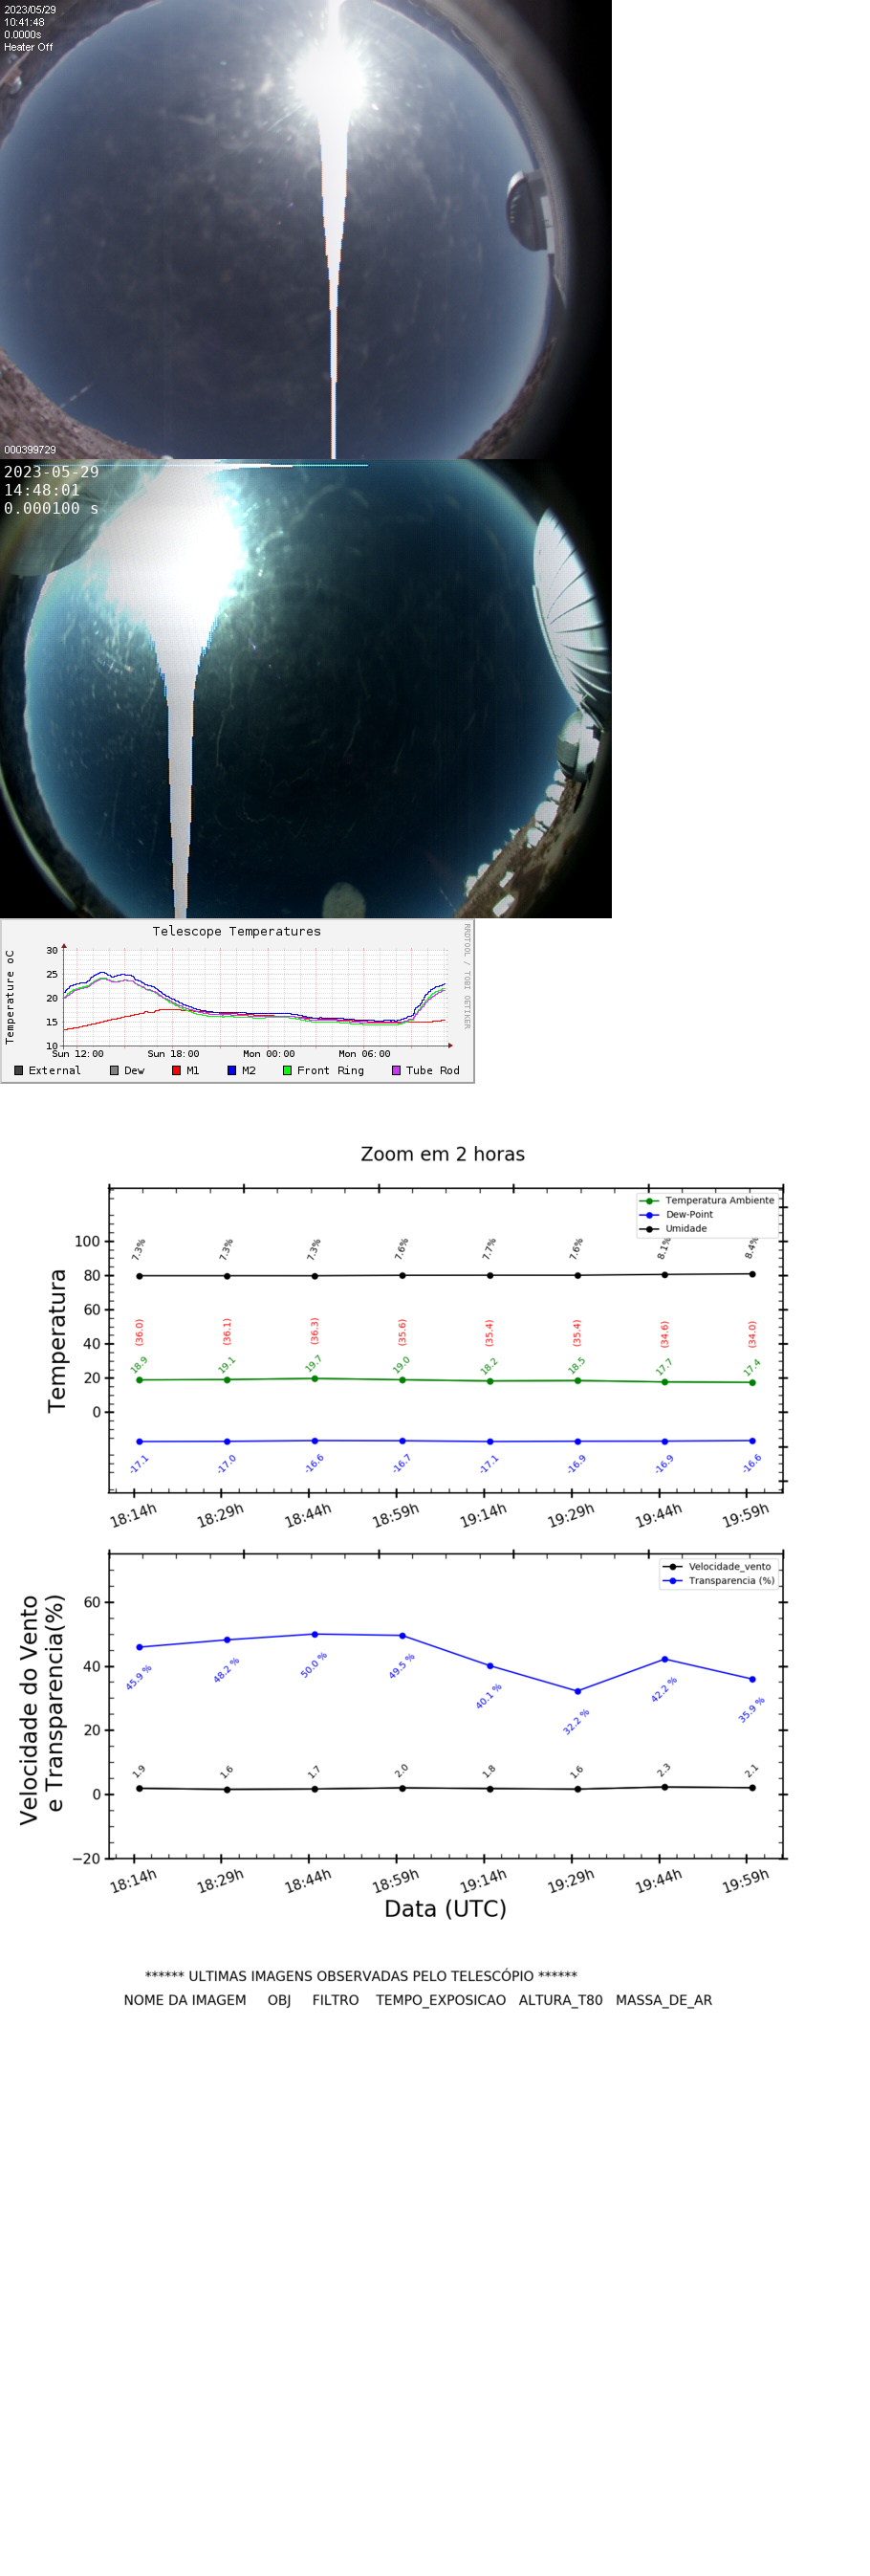 2023/05/29
10:41:48
0.0000s
Heater Off
000399729
2023-05-29
14:48:01
0.000100 s
Telescope Temperatures
RRDTOOL / TOBI OETIKER
Temperature oC
30
25
20
15
10
Sun 12:00 Sun 18:00 Mon 00:00 Mon 06:00
External Dew M1 M2 Front Ring Tube Rod
Zoom em 2 horas
Temperatura Ambiente
Dew-Point
Umidade
Temperatura
100
80
60
40
20
0
7.3% 7.3% 7.3% 7.6% 7.7% 7.6% 8.1% 8.4%
(36.0) (36.1) (36.3) (35.6) (35.4) (35.4) (34.6) (34.0)
18.9 19.1 19.7 19.0 18.2 18.5 17.7 17.4
-17.1 -17.0 -16.6 -16.7 -17.1 -16.9 -16.9 -16.6
18:14h 18:29h 18:44h 18:59h 19:14h 19:29h 19:44h 19:59h
Velocidade_vento
Transparencia (%)
Velocidade do Vento
e Transparencia(%)
60
40
20
0
−20
45.9 % 48.2 % 50.0 % 49.5 % 40.1 % 32.2 % 42.2 % 35.9 %
1.9 1.6 1.7 2.0 1.8 1.6 2.3 2.1
18:14h 18:29h 18:44h 18:59h 19:14h 19:29h 19:44h 19:59h
Data (UTC)
****** ULTIMAS IMAGENS OBSERVADAS PELO TELESCÓPIO ******
NOME DA IMAGEM OBJ FILTRO TEMPO_EXPOSICAO ALTURA_T80 MASSA_DE_AR